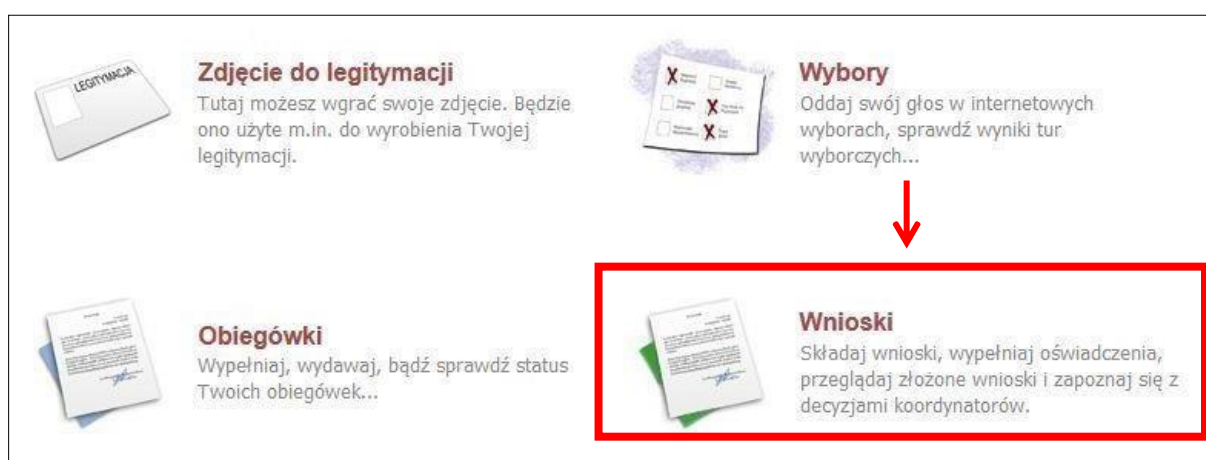 LEGITYMACJA
Zdjęcie do legitymacji
Tutaj możesz wgrać swoje zdjęcie. Będzie
ono użyte m.in. do wyrobienia Twojej
legitymacji.
Wybory
Oddaj swój głos w internetowych
wyborach, sprawdź wyniki tur
wyborczych...
Obiegówki
Wypełniaj, wydawaj, bądź sprawdź status
Twoich obiegówek...
Wnioski
Składaj wnioski, wypełniaj oświadczenia,
przeglądaj złożone wnioski i zapoznaj się z
decyzjami koordynatorów.